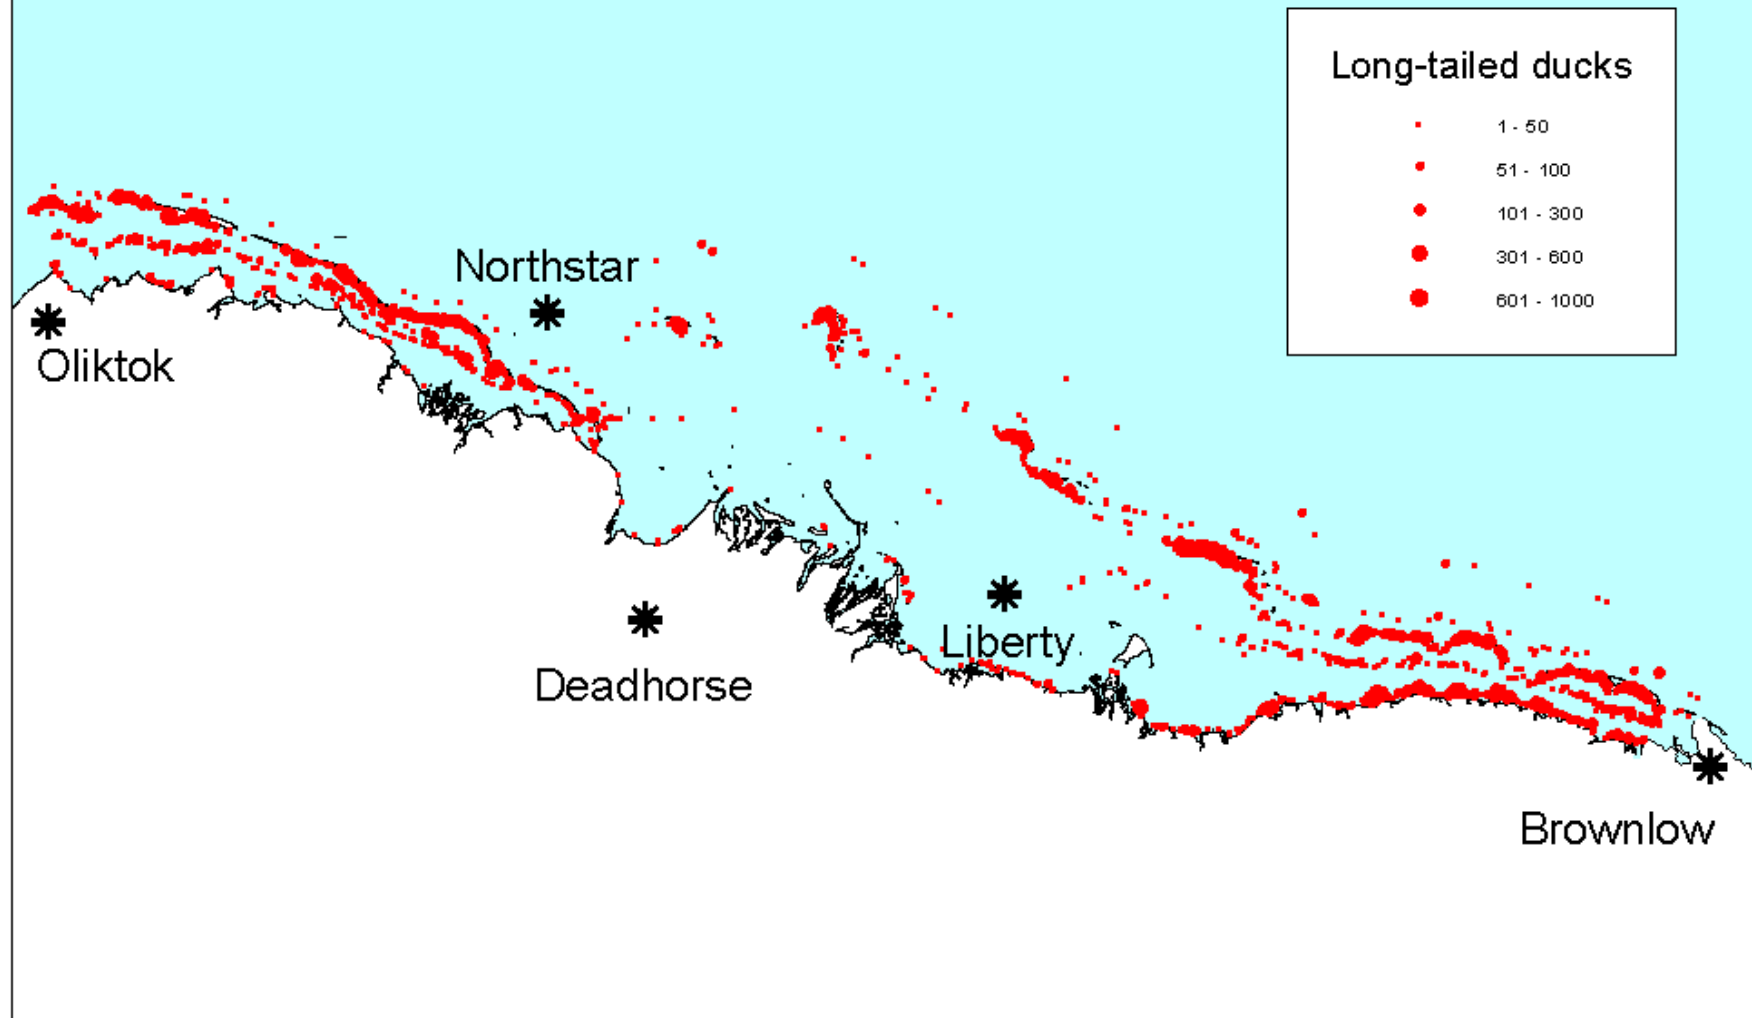 Long-tailed ducks
1 - 50
51 - 100
101 - 300
301 - 600
601 - 1000
Northstar
Oliktok
Liberty
Deadhorse
Brownlow